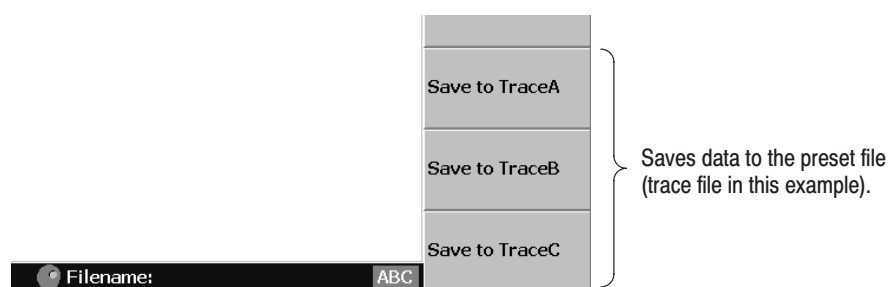 Save to TraceA
Save to TraceB
Saves data to the preset file
(trace file in this example).
Save to TraceC
Filename:
ABC